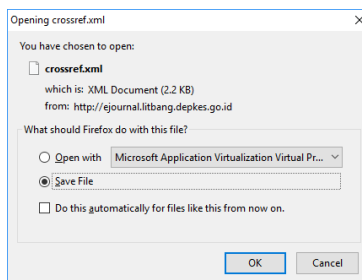 Opening crossref.xml
You have chosen to open:
crossref.xml
which is: XML Document (2.2 KB)
from: http://ejournal.litbang.depkes.go.id
What should Firefox do with this file?
Open with
Microsoft Application Virtualization Virtual Pr...
Save File
Do this automatically for files like this from now on.
OK
Cancel